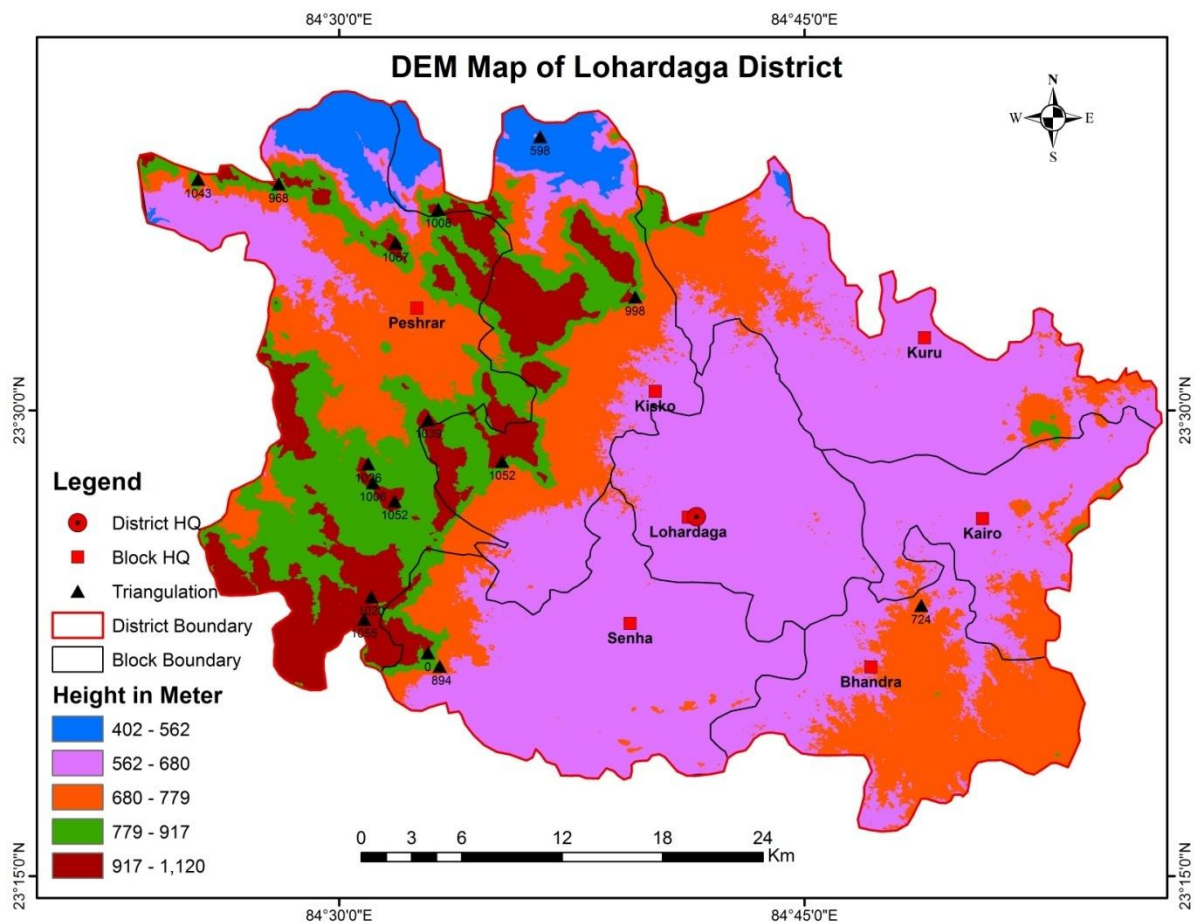 84°30'0"E
84°45'0"E
DEM Map of Lohardaga District
N
W E
S
598
1043
968
1008
1067
998
Peshrar
Kuru
Kisko
23°30'0"N
23°30'0"N
1039
1052
1052
Lohardaga
Kairo
724
Senha
Bhandra
1055
0
894
Legend
District HQ
Block HQ
Triangulation
District Boundary
Block Boundary
Height in Meter
402 - 562
562 - 680
680 - 779
779 - 917
917 - 1,120
0 3 6 12 18 24
Km
23°15'0"N
23°15'0"N
84°30'0"E
84°45'0"E